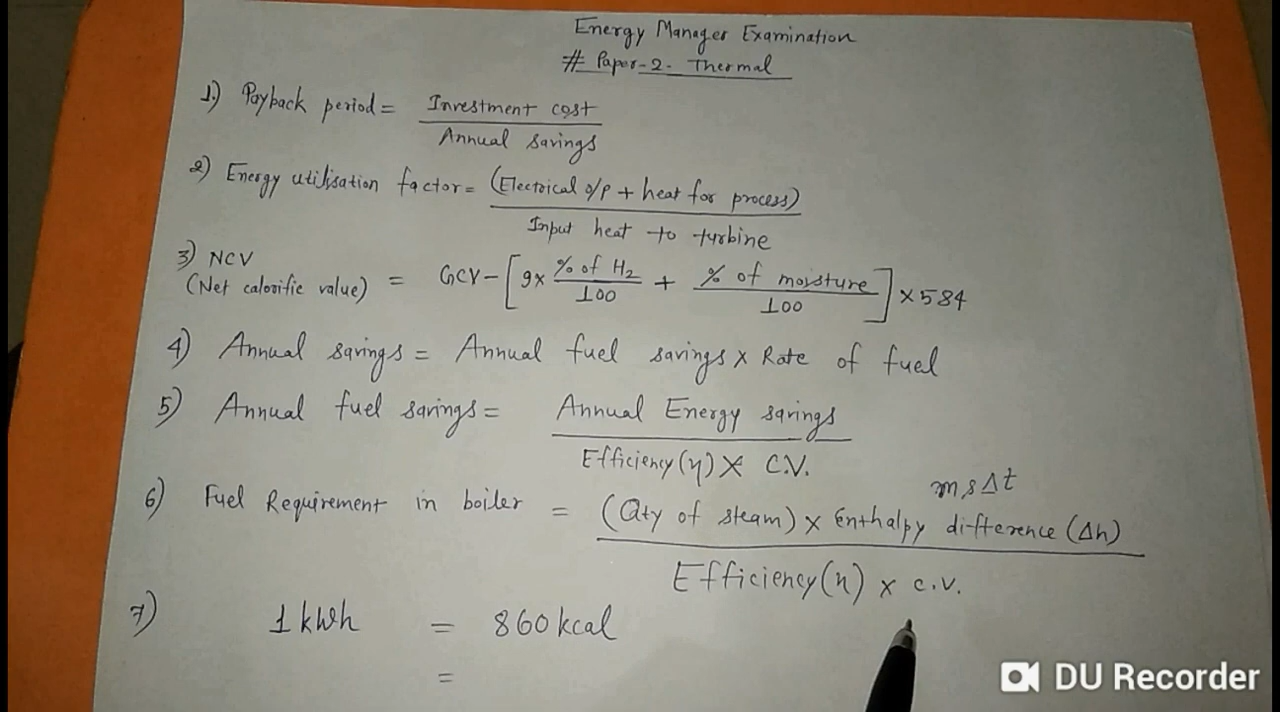 Energy Manager Examination
# Paper-2- Thermal
1.) Payback period = Investment cost / Annual savings
2) Energy utilisation factor = (Electrical o/p + heat for process) / Input heat to turbine
3) NCV
(Net calorific value) = GCV - [9x % of H2 / 100 + % of moisture / 100] x 584
4) Annual savings = Annual fuel savings x Rate of fuel
5) Annual fuel savings = Annual Energy savings / Efficiency(η) x C.V.
m s Δt
6) Fuel Requirement in boiler = (Qty of steam) x Enthalpy difference (Δh) / Efficiency(η) x c.v.
7) 1 kWh = 860 kcal
=
DU Recorder